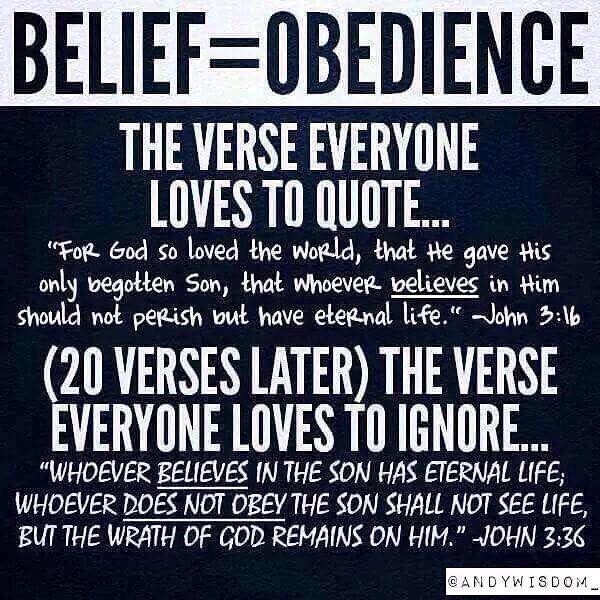 BELIEF=OBEDIENCE
THE VERSE EVERYONE
LOVES TO QUOTE...
"For God so loved the world, that He gave His
only begotten Son, that whoever believes in Him
should not perish but have eternal life." ~John 3:16
(20 VERSES LATER) THE VERSE
EVERYONE LOVES TO IGNORE...
"WHOEVER BELIEVES IN THE SON HAS ETERNAL LIFE;
WHOEVER DOES NOT OBEY THE SON SHALL NOT SEE LIFE,
BUT THE WRATH OF GOD REMAINS ON HIM." -JOHN 3:36
@ANDYWISDOM_